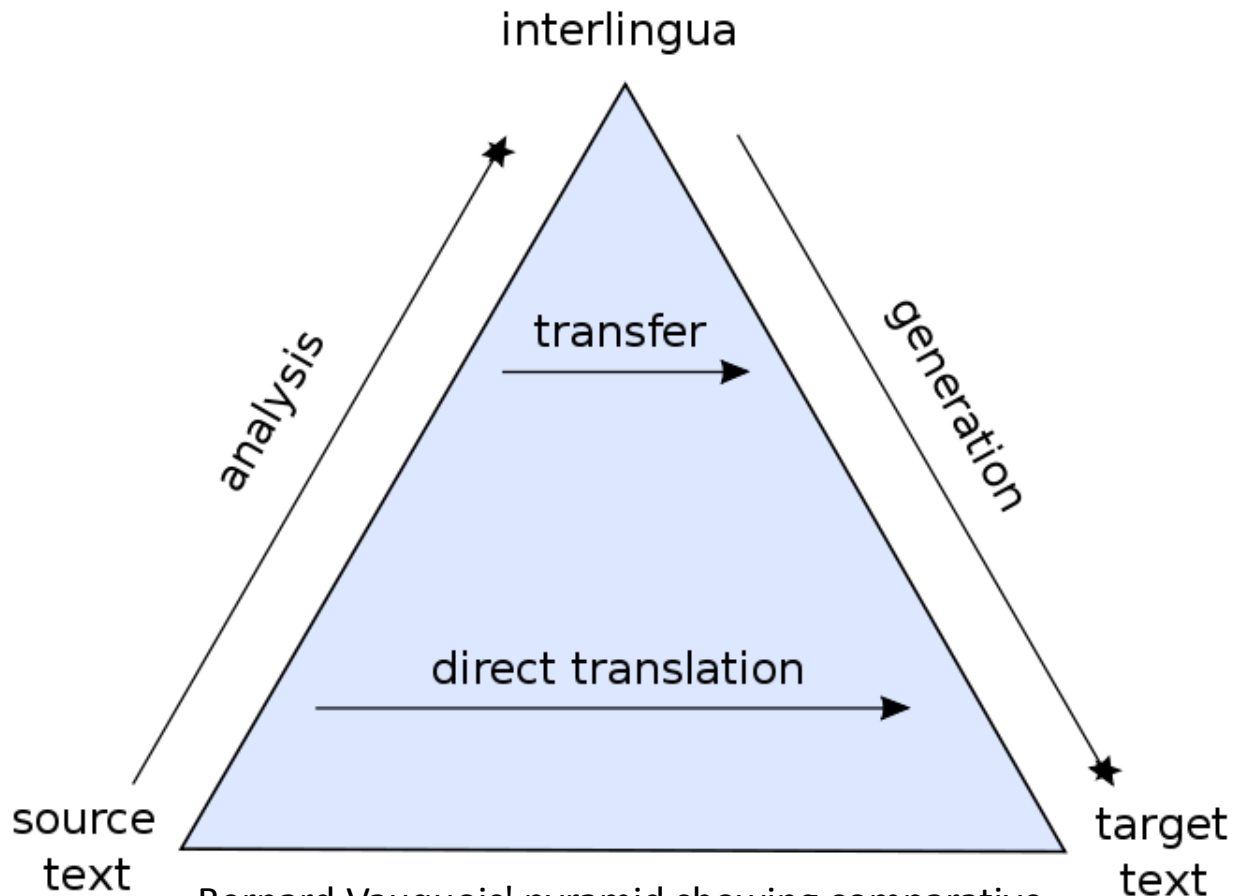 interlingua
transfer
analysis
generation
direct translation
source
text
target
text
Bernard Vauquois' pyramid showing comparative